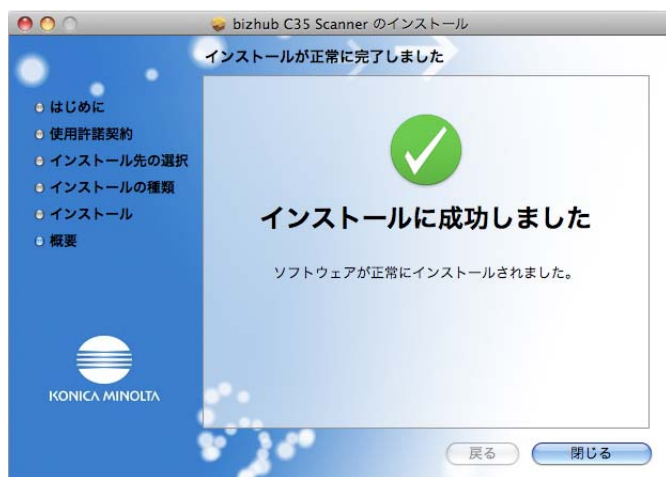 bizhub C35 Scanner のインストール
インストールが正常に完了しました
はじめに
使用許諾契約
インストール先の選択
インストールの種類
インストール
概要
インストールに成功しました
ソフトウェアが正常にインストールされました。
KONICA MINOLTA
戻る
閉じる